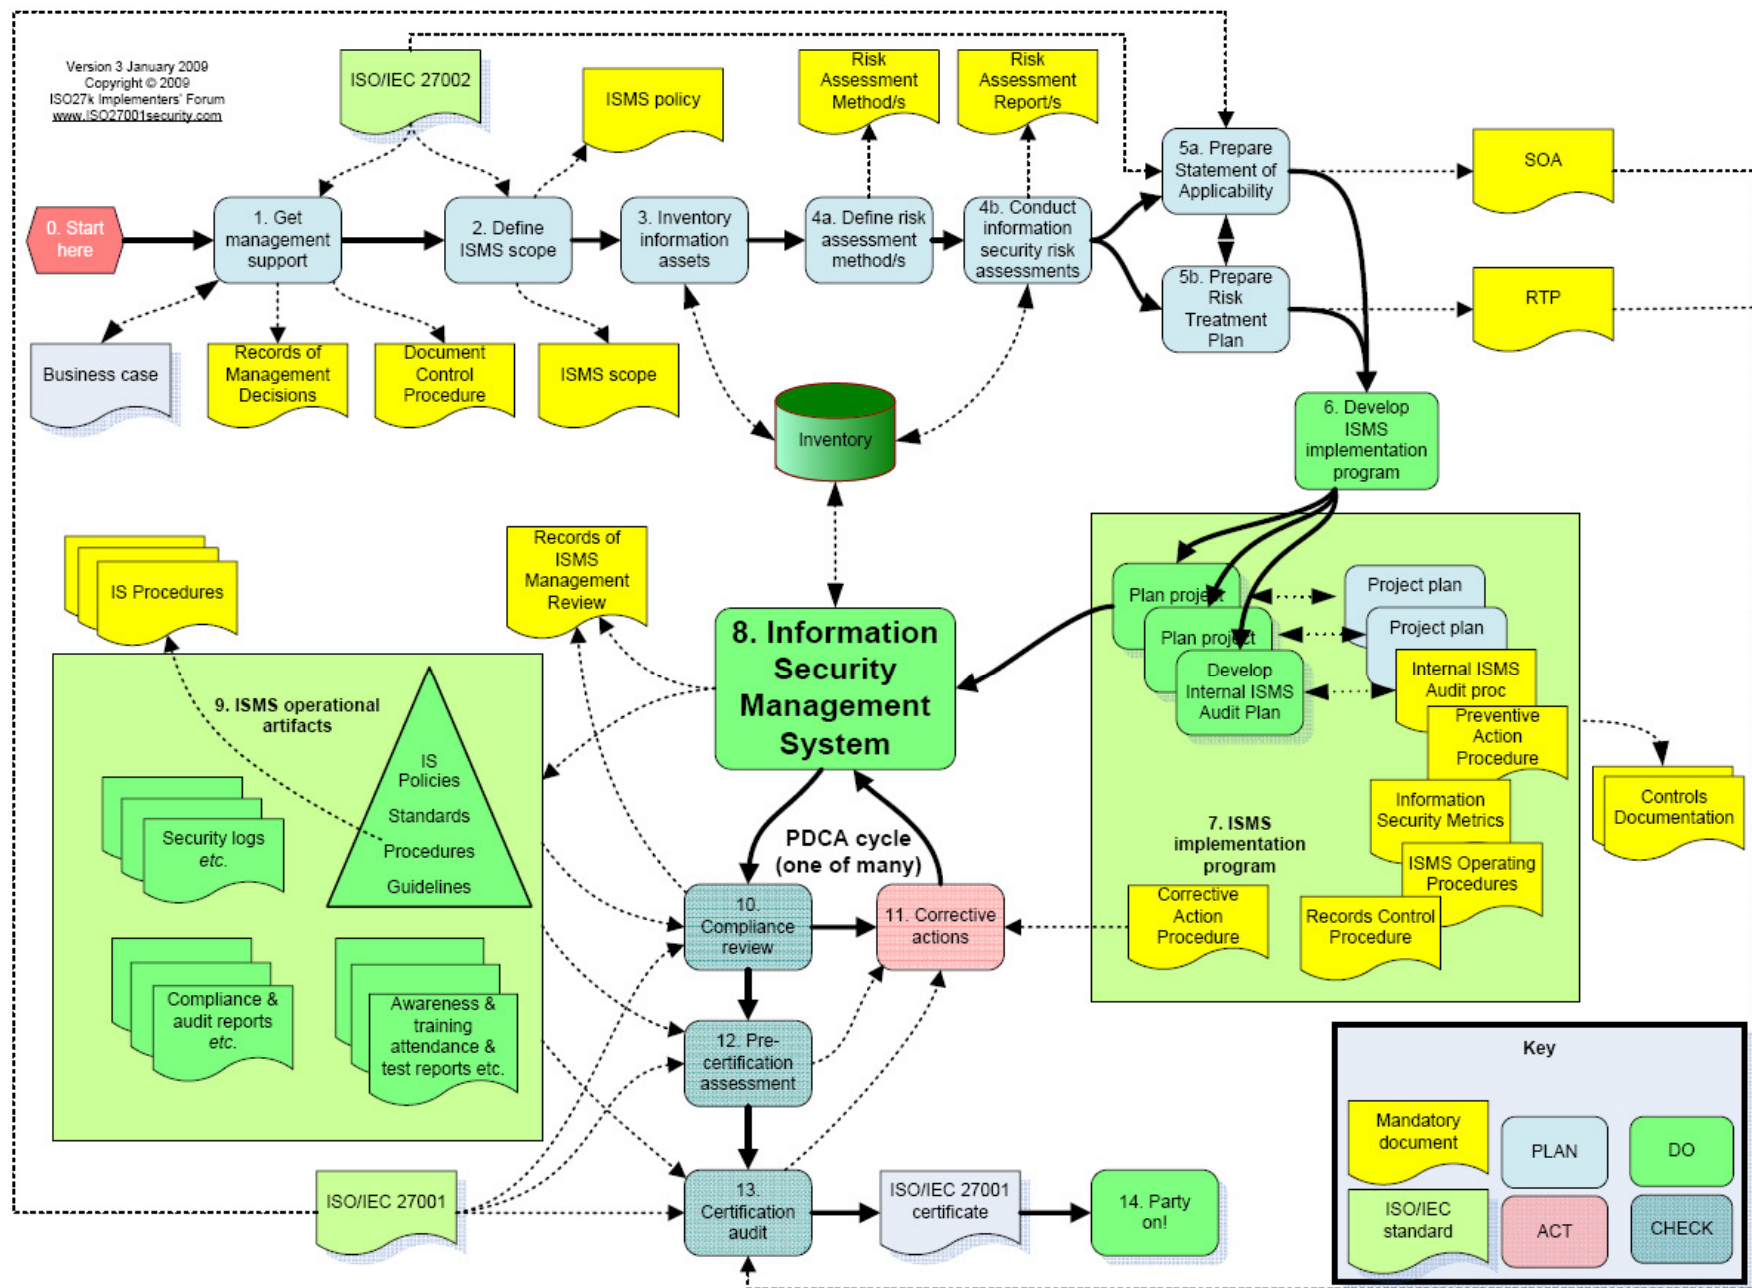 Version 3 January 2009
Copyright © 2009
ISO27k Implementers' Forum
www.ISO27001security.com
ISO/IEC 27002
ISMS policy
Risk
Assessment
Method/s
Risk
Assessment
Report/s
0. Start
here
1. Get
management
support
2. Define
ISMS scope
3. Inventory
information
assets
4a. Define risk
assessment
method/s
4b. Conduct
information
security risk
assessments
5a. Prepare
Statement of
Applicability
SOA
5b. Prepare
Risk
Treatment
Plan
RTP
Business case
Records of
Management
Decisions
Document
Control
Procedure
ISMS scope
Inventory
6. Develop
ISMS
implementation
program
IS Procedures
Records of
ISMS
Management
Review
8. Information
Security
Management
System
Plan project
Plan project
Develop
Internal ISMS
Audit Plan
Project plan
Project plan
Internal ISMS
Audit proc
Preventive
Action
Procedure
Information
Security Metrics
ISMS Operating
Procedures
Records Control
Procedure
Corrective
Action
Procedure
7. ISMS
implementation
program
Controls
Documentation
9. ISMS operational
artifacts
IS
Policies
Standards
Procedures
Guidelines
Security logs
etc.
Compliance &
audit reports
etc.
Awareness &
training
attendance &
test reports etc.
PDCA cycle
(one of many)
10.
Compliance
review
11. Corrective
actions
12. Pre-
certification
assessment
13.
Certification
audit
ISO/IEC 27001
ISO/IEC 27001
certificate
14. Party
on!
Key
Mandatory
document
PLAN
DO
ISO/IEC
standard
ACT
CHECK